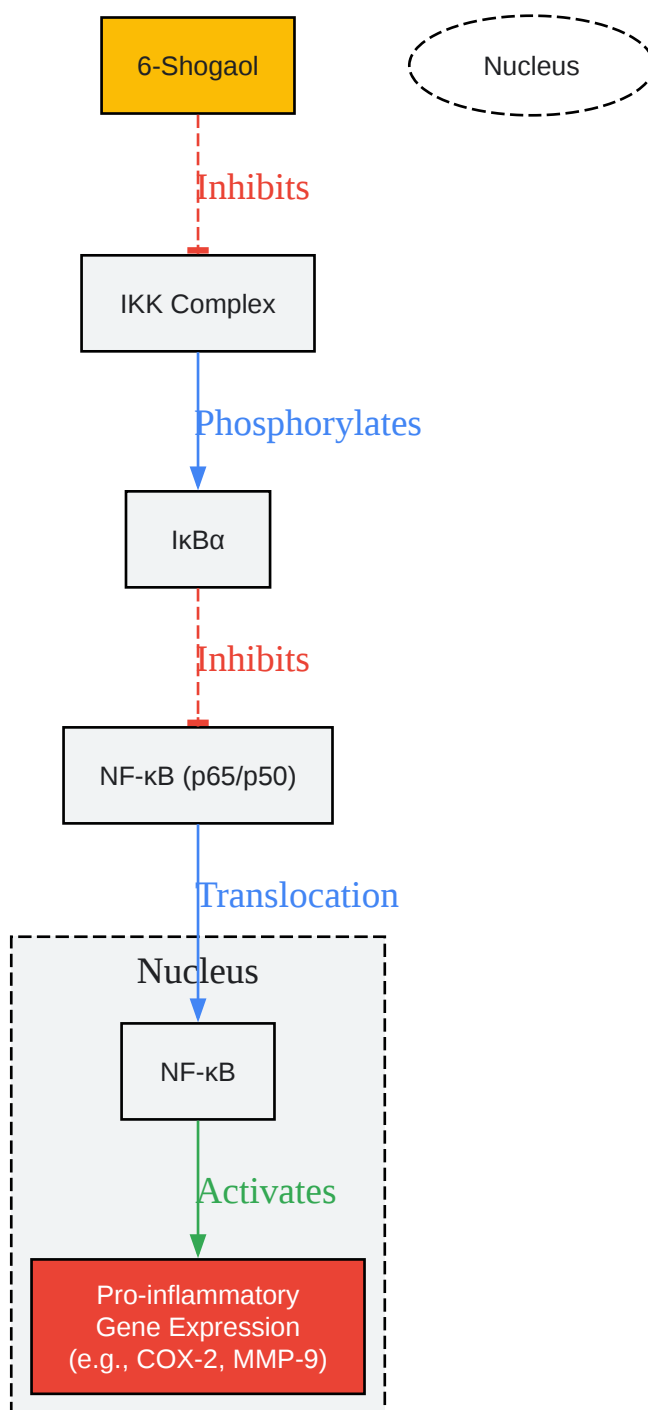 6-Shogaol
Nucleus
Inhibits
IKK Complex
Phosphorylates
IκBα
Inhibits
NF-κB (p65/p50)
Translocation
Nucleus
NF-κB
Activates
Pro-inflammatory
Gene Expression
(e.g., COX-2, MMP-9)